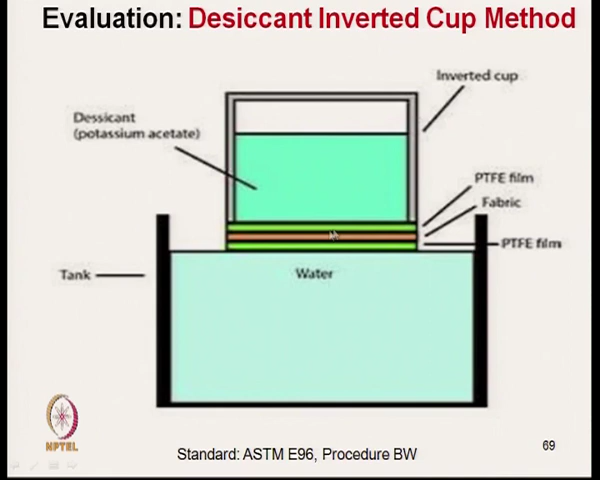 Evaluation: Desiccant Inverted Cup Method
Inverted cup
Dessicant
(potassium acetate)
PTFE film
Fabric
PTFE film
Tank
Water
NPTEL
Standard: ASTM E96, Procedure BW
69